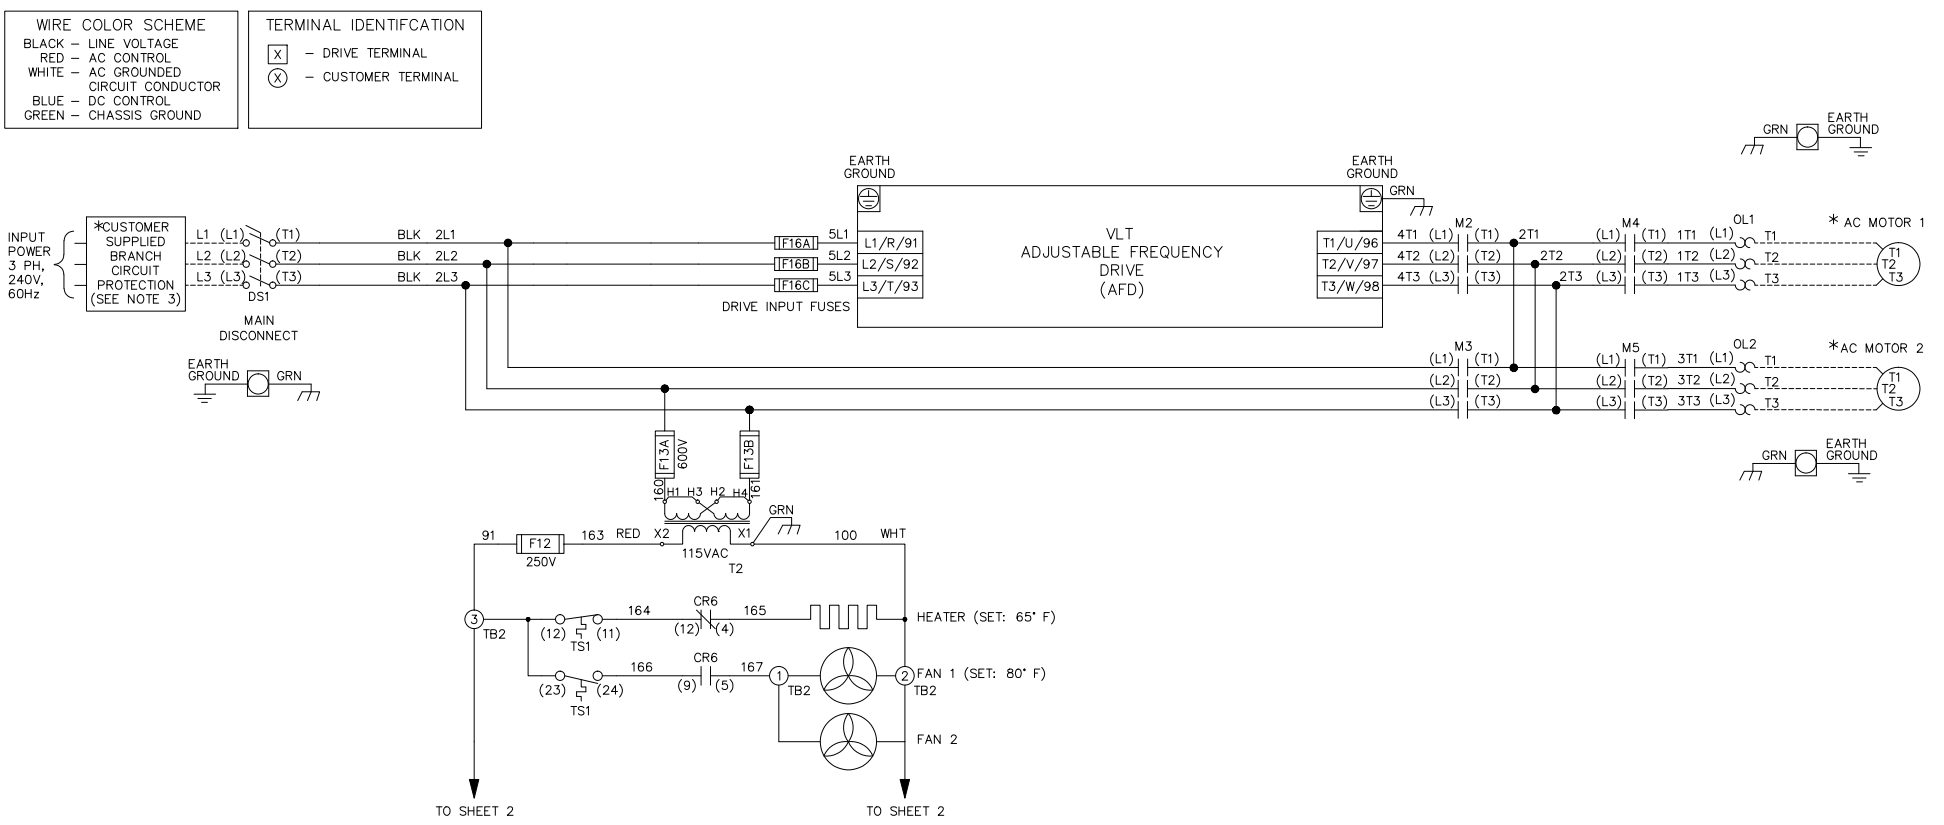 WIRE COLOR SCHEME
BLACK – LINE VOLTAGE
RED – AC CONTROL
WHITE – AC GROUNDED
CIRCUIT CONDUCTOR
BLUE – DC CONTROL
GREEN – CHASSIS GROUND
TERMINAL IDENTIFCATION
X – DRIVE TERMINAL
X – CUSTOMER TERMINAL
EARTH
GRN GROUND
EARTH
GROUND
EARTH
GROUND
GRN
INPUT
POWER
3 PH,
240V,
60Hz
*CUSTOMER
SUPPLIED
BRANCH
CIRCUIT
PROTECTION
(SEE NOTE 3)
L1 (L1) (T1) BLK 2L1 F16A 5L1 L1/R/91
L2 (L2) (T2) BLK 2L2 F16B 5L2 L2/S/92
L3 (L3) (T3) BLK 2L3 F16C 5L3 L3/T/93
DS1
MAIN
DISCONNECT
DRIVE INPUT FUSES
VLT
ADJUSTABLE FREQUENCY
DRIVE
(AFD)
M2 M4 OL1 * AC MOTOR 1
T1/U/96 4T1 (L1) (T1) 2T1 (L1) (T1) 1T1 (L1) T1 T1
T2/V/97 4T2 (L2) (T2) 2T2 (L2) (T2) 1T2 (L2) T2 T2
T3/W/98 4T3 (L3) (T3) 2T3 (L3) (T3) 1T3 (L3) T3 T3
EARTH
GROUND GRN
M3 M5 OL2 *AC MOTOR 2
(L1) (T1) (L1) (T1) 3T1 (L1) T1 T1
(L2) (T2) (L2) (T2) 3T2 (L2) T2 T2
(L3) (T3) (L3) (T3) 3T3 (L3) T3 T3
EARTH
GRN GROUND
F13A 600V F13B
160 H1 H3 H2 H4 161
GRN
91 F12 163 RED X2 X1 100 WHT
250V 115VAC
T2
3 TB2 (12) (11) 164 CR6 (12) (4) 165 HEATER (SET: 65° F)
TS1
(23) (24) 166 CR6 (9) (5) 167 1 TB2 2 TB2 FAN 1 (SET: 80° F)
TS1
FAN 2
TO SHEET 2 TO SHEET 2